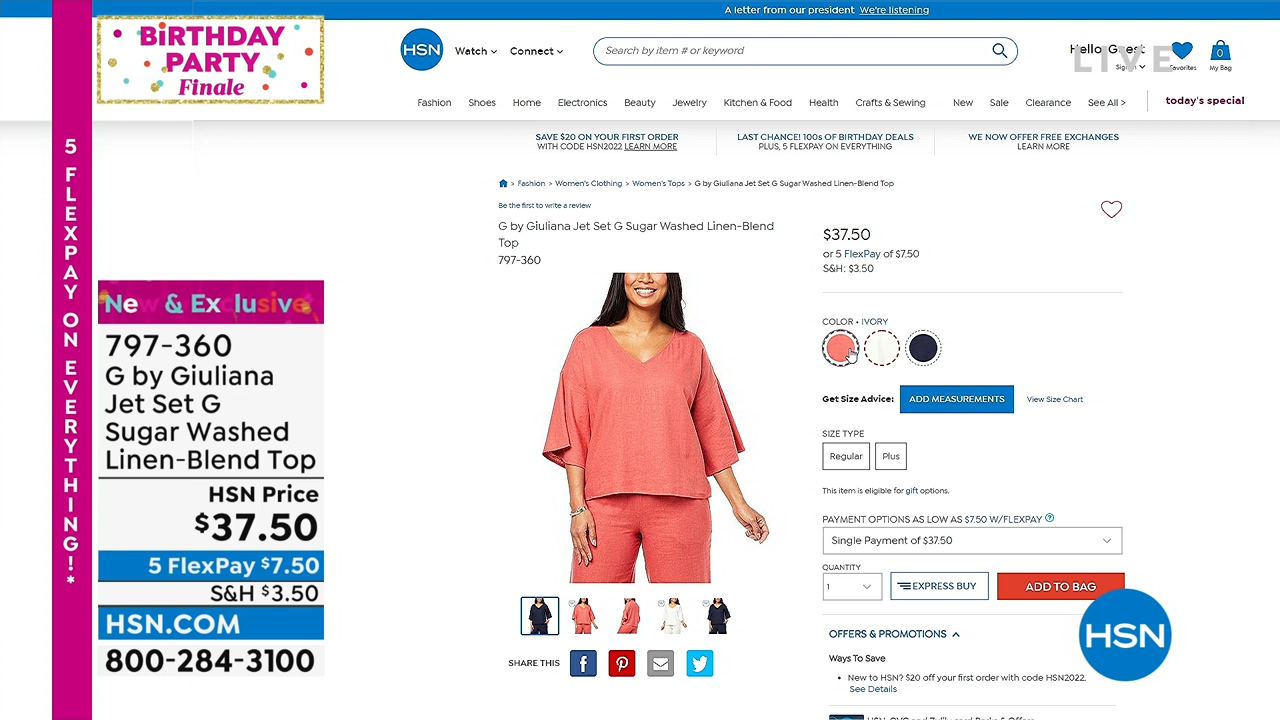 A letter from our president We're listening
BiRTHDAY
PARTY
Finale
HSN
Watch
Connect
Search by item # or keyword
Hello Guest
LIVE
Favorites
0
My Bag
Fashion Shoes Home Electronics Beauty Jewelry Kitchen & Food Health Crafts & Sewing New Sale Clearance See All > today's special
5 FLEXPAY ON EVERYTHING!*
SAVE $20 ON YOUR FIRST ORDER
WITH CODE HSN2022 LEARN MORE
LAST CHANCE! 100s OF BIRTHDAY DEALS
PLUS, 5 FLEXPAY ON EVERYTHING
WE NOW OFFER FREE EXCHANGES
LEARN MORE
> Fashion > Women's Clothing > Women's Tops > G by Giuliana Jet Set G Sugar Washed Linen-Blend Top
Be the first to write a review
G by Giuliana Jet Set G Sugar Washed Linen-Blend
Top
797-360
$37.50
or 5 FlexPay of $7.50
S&H: $3.50
New & Exclusive
797-360
G by Giuliana
Jet Set G
Sugar Washed
Linen-Blend Top
HSN Price
$37.50
5 FlexPay $7.50
S&H $3.50
HSN.COM
800-284-3100
COLOR • IVORY
Get Size Advice: ADD MEASUREMENTS View Size Chart
SIZE TYPE
Regular Plus
This item is eligible for gift options.
PAYMENT OPTIONS AS LOW AS $7.50 W/FLEXPAY ?
Single Payment of $37.50
QUANTITY
1
EXPRESS BUY
ADD TO BAG
SHARE THIS
OFFERS & PROMOTIONS
HSN
Ways To Save
• New to HSN? $20 off your first order with code HSN2022.
See Details